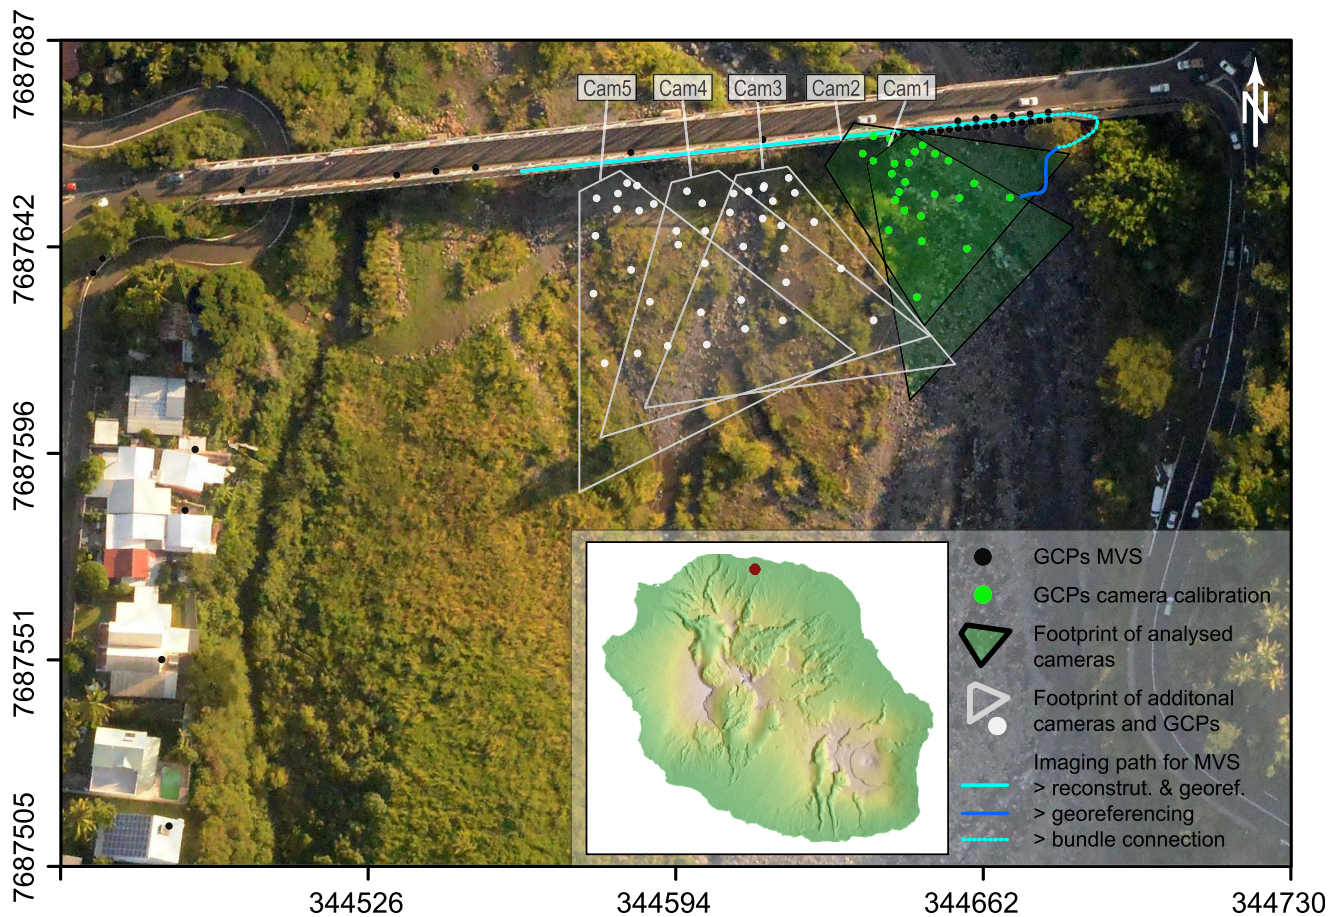 7687687
7687642
7687596
7687551
7687505
Cam5
Cam4
Cam3
Cam2
Cam1
N
GCPs MVS
GCPs camera calibration
Footprint of analysed
cameras
Footprint of additonal
cameras and GCPs
Imaging path for MVS
> reconstrut. & georef.
> georeferencing
> bundle connection
344526
344594
344662
344730